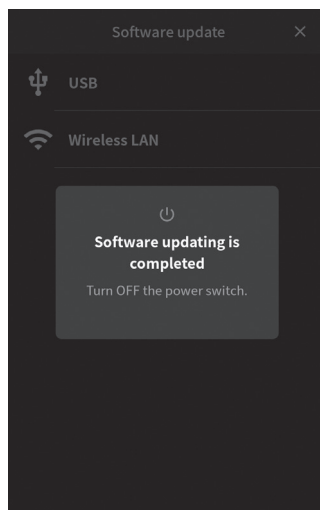 Software update
USB
Wireless LAN
Software updating is
completed
Turn OFF the power switch.